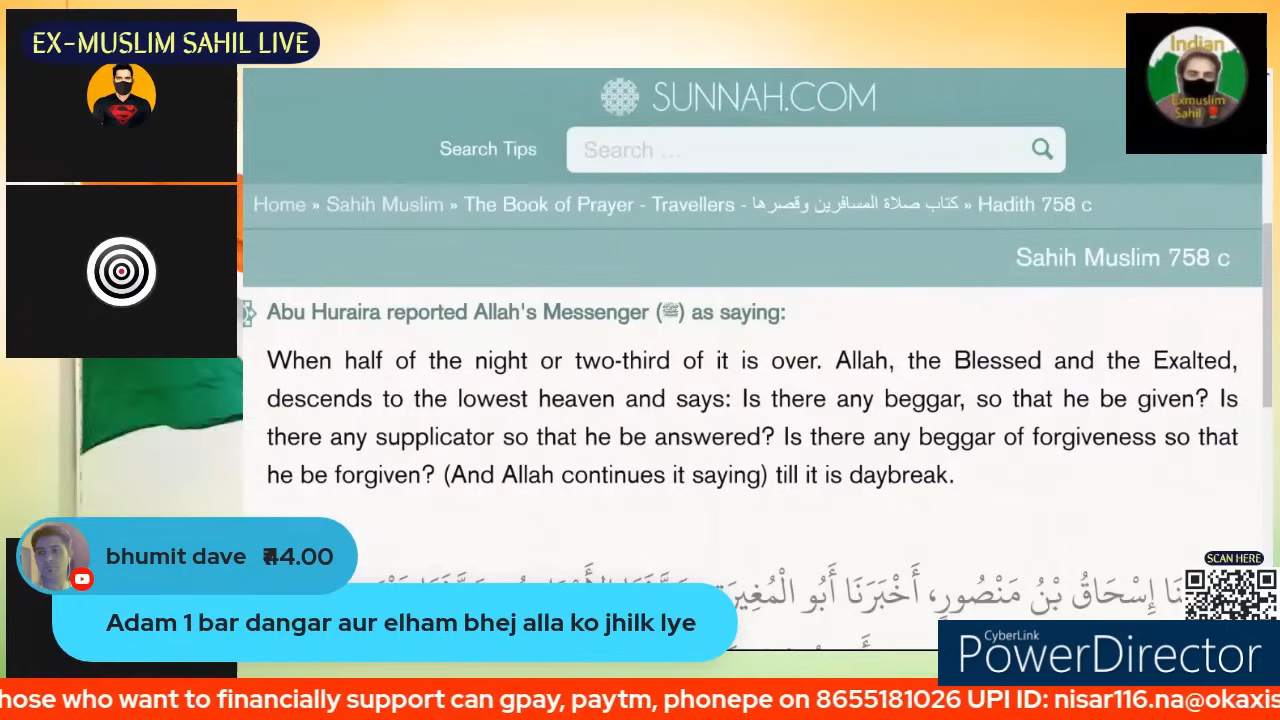 EX-MUSLIM SAHIL LIVE
Indian
Exmuslim
Sahil
SUNNAH.COM
Search Tips
Search ...
Home » Sahih Muslim » The Book of Prayer - Travellers - كتاب صلاة المسافرين وقصرها » Hadith 758 c
Sahih Muslim 758 c
Abu Huraira reported Allah's Messenger (ﷺ) as saying:
When half of the night or two-third of it is over. Allah, the Blessed and the Exalted,
descends to the lowest heaven and says: Is there any beggar, so that he be given? Is
there any supplicator so that he be answered? Is there any beggar of forgiveness so that
he be forgiven? (And Allah continues it saying) till it is daybreak.
إِسْحَاقُ بْنُ مَنْصُورٍ، أَخْبَرَنَا أَبُو الْمُغِيرَةِ
bhumit dave ₹44.00
Adam 1 bar dangar aur elham bhej alla ko jhilk lye
SCAN HERE
CyberLink
PowerDirector
hose who want to financially support can gpay, paytm, phonepe on 8655181026 UPI ID: nisar116.na@okaxis